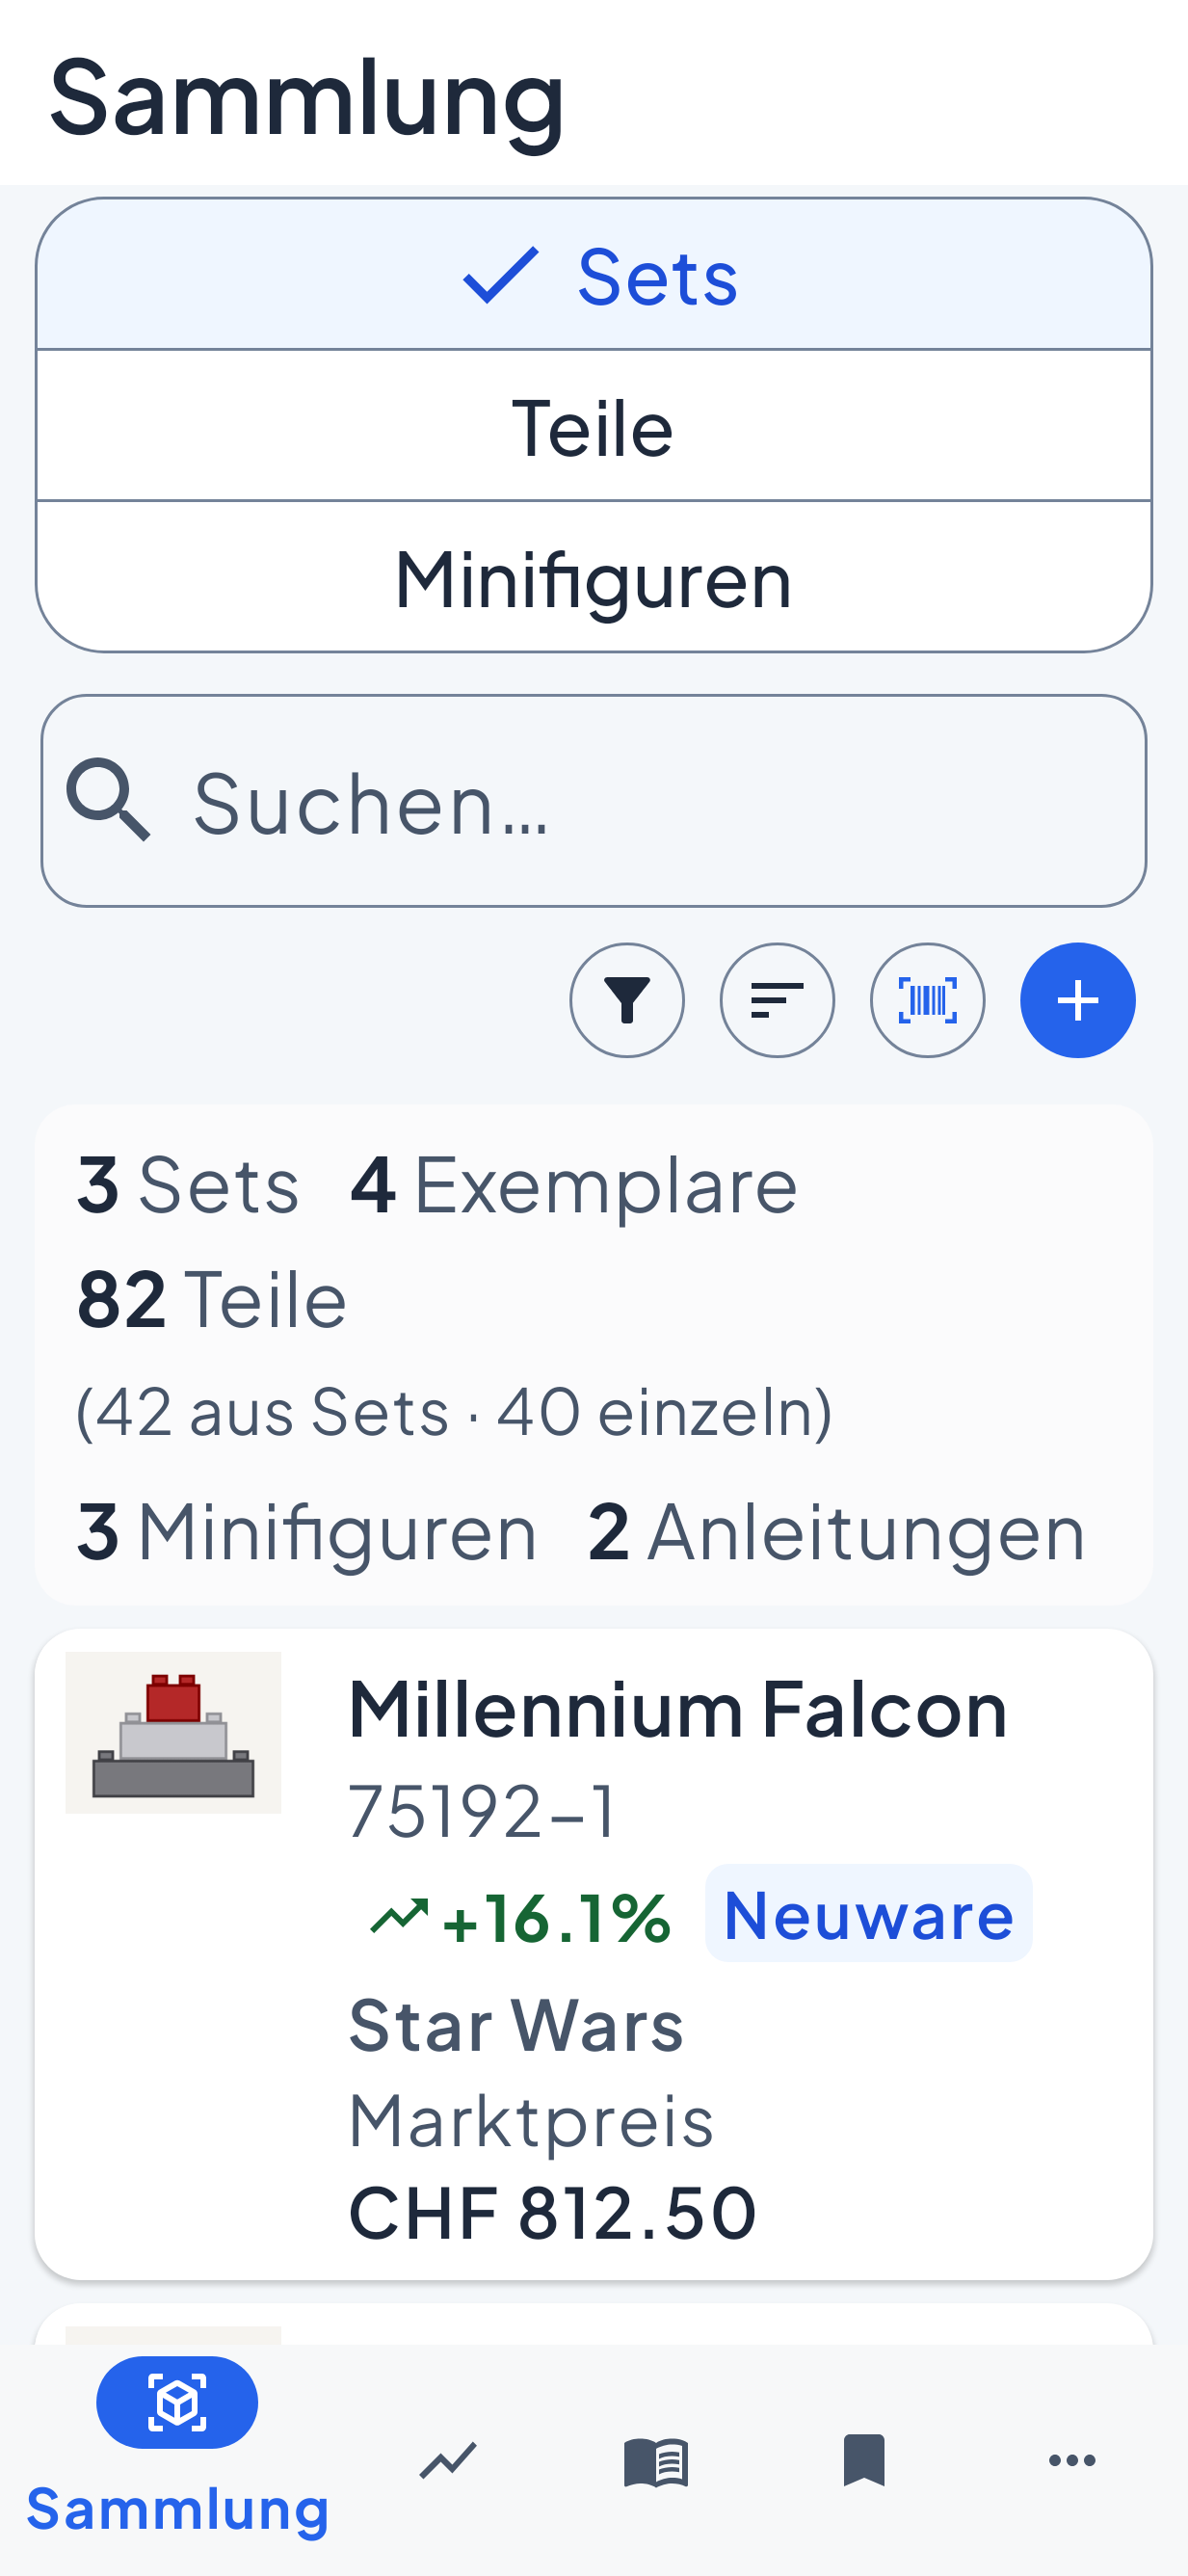 Sammlung
Sets
Teile
Minifiguren
Suchen…
3 Sets 4 Exemplare
82 Teile
(42 aus Sets · 40 einzeln)
3 Minifiguren 2 Anleitungen
Millennium Falcon
75192-1
+16.1% Neuware
Star Wars
Marktpreis
CHF 812.50
Sammlung